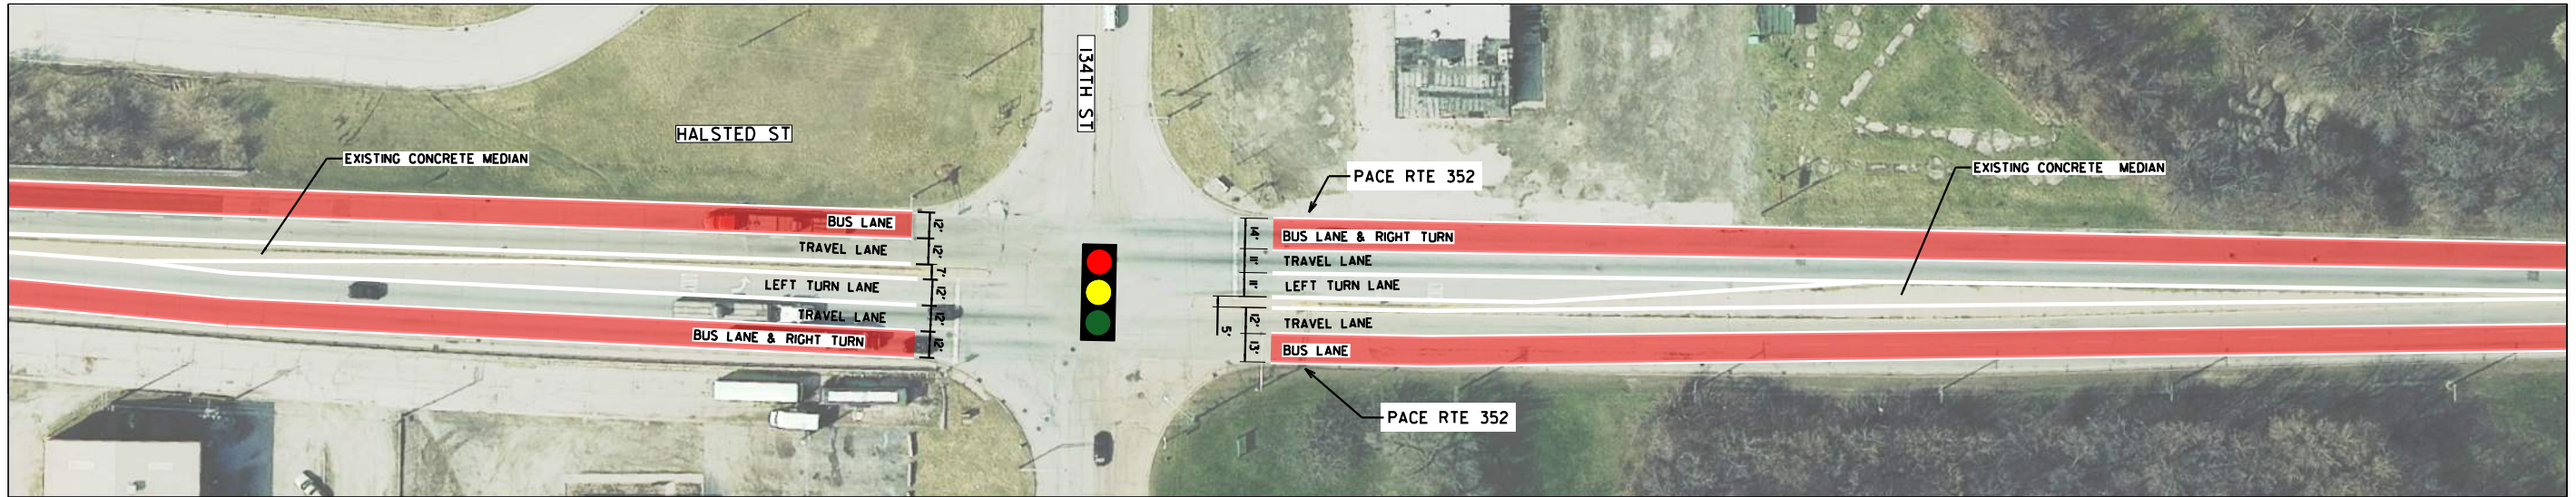 134TH ST
HALSTED ST
EXISTING CONCRETE MEDIAN
PACE RTE 352
EXISTING CONCRETE MEDIAN
BUS LANE
12'
TRAVEL LANE
12'
7'
LEFT TURN LANE
12'
TRAVEL LANE
12'
BUS LANE & RIGHT TURN
12'
14'
BUS LANE & RIGHT TURN
11'
TRAVEL LANE
11'
LEFT TURN LANE
5'
12'
TRAVEL LANE
13'
BUS LANE
PACE RTE 352